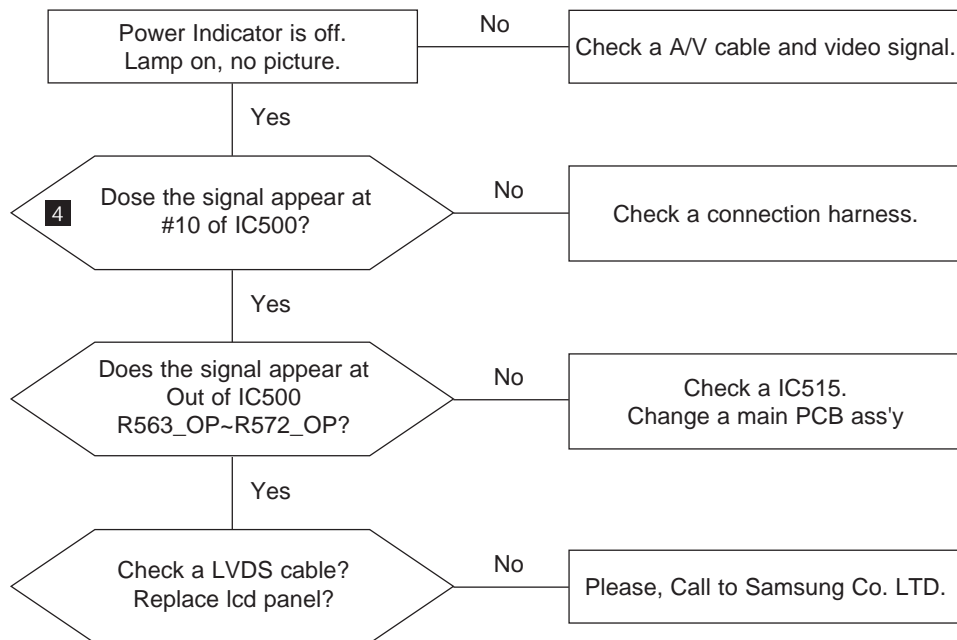 Power Indicator is off.
Lamp on, no picture.
No
Check a A/V cable and video signal.
Yes
4
Dose the signal appear at
#10 of IC500?
No
Check a connection harness.
Yes
Does the signal appear at
Out of IC500
R563_OP~R572_OP?
No
Check a IC515.
Change a main PCB ass'y
Yes
Check a LVDS cable?
Replace lcd panel?
No
Please, Call to Samsung Co. LTD.